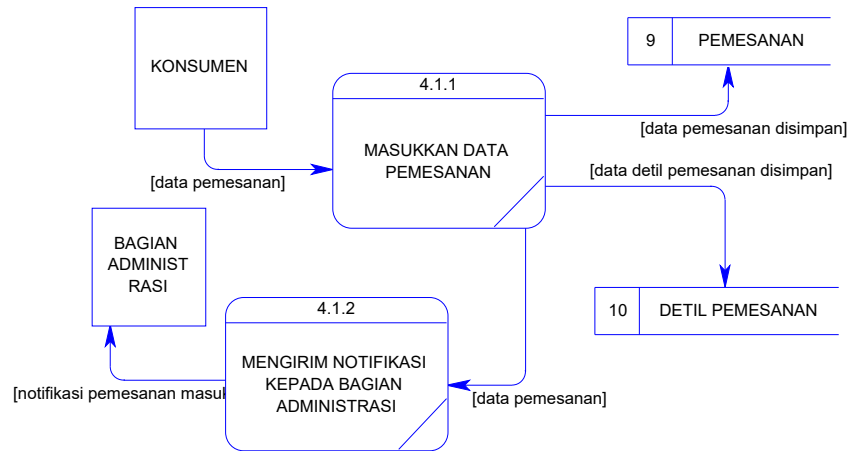 KONSUMEN
9
PEMESANAN
4.1.1
MASUKKAN DATA
PEMESANAN
[data pemesanan disimpan]
[data pemesanan]
[data detil pemesanan disimpan]
BAGIAN
ADMINIST
RASI
10
DETIL PEMESANAN
4.1.2
MENGIRIM NOTIFIKASI
KEPADA BAGIAN
ADMINISTRASI
[notifikasi pemesanan masuk
[data pemesanan]